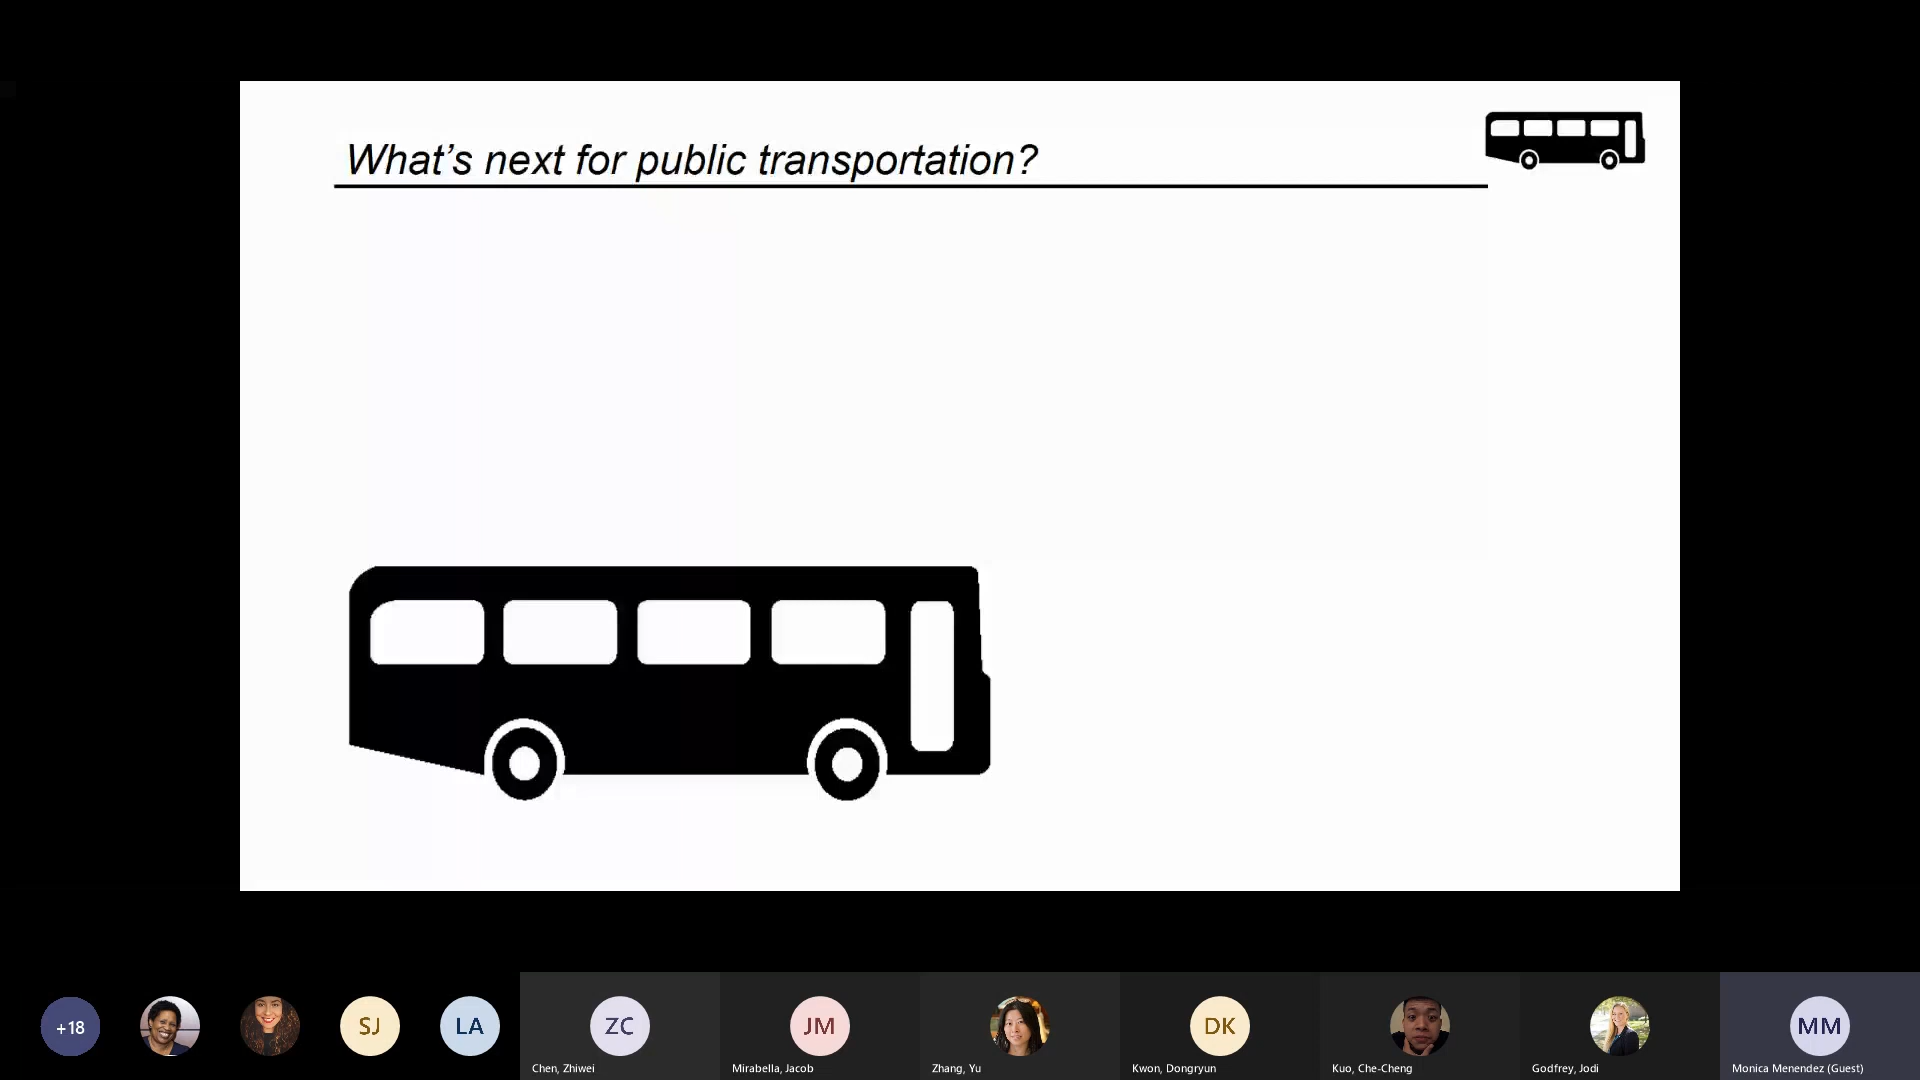 What's next for public transportation?
+18
SJ
LA
ZC
Chen, Zhiwei
JM
Mirabella, Jacob
Zhang, Yu
DK
Kwon, Dongryun
Kuo, Che-Cheng
Godfrey, Jodi
MM
Monica Menendez (Guest)